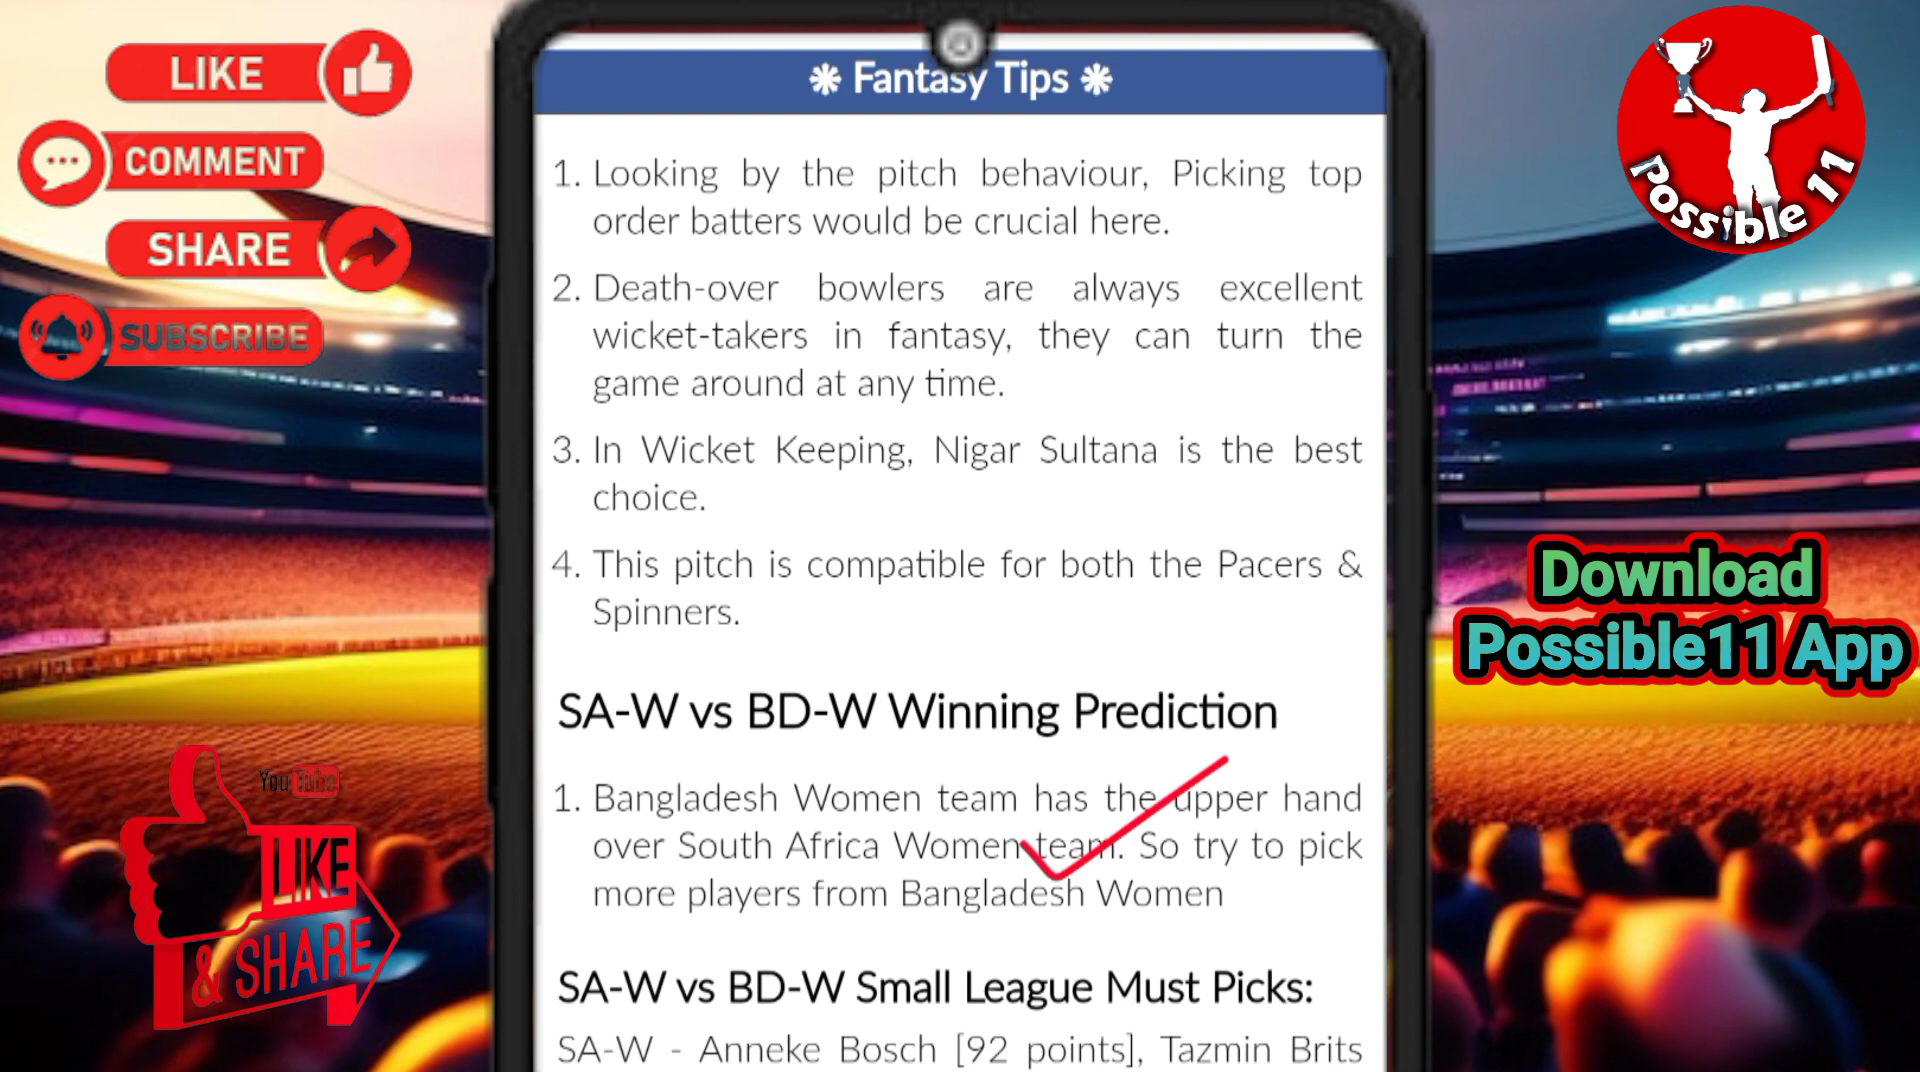 LIKE
COMMENT
SHARE
SUBSCRIBE
❋ Fantasy Tips ❋
1. Looking by the pitch behaviour, Picking top
order batters would be crucial here.
2. Death-over bowlers are always excellent
wicket-takers in fantasy, they can turn the
game around at any time.
3. In Wicket Keeping, Nigar Sultana is the best
choice.
4. This pitch is compatible for both the Pacers &
Spinners.
SA-W vs BD-W Winning Prediction
1. Bangladesh Women team has the upper hand
over South Africa Women team. So try to pick
more players from Bangladesh Women
SA-W vs BD-W Small League Must Picks:
SA-W - Anneke Bosch [92 points], Tazmin Brits
Possible 11
Download
Possible11 App
YouTube
LIKE
& SHARE